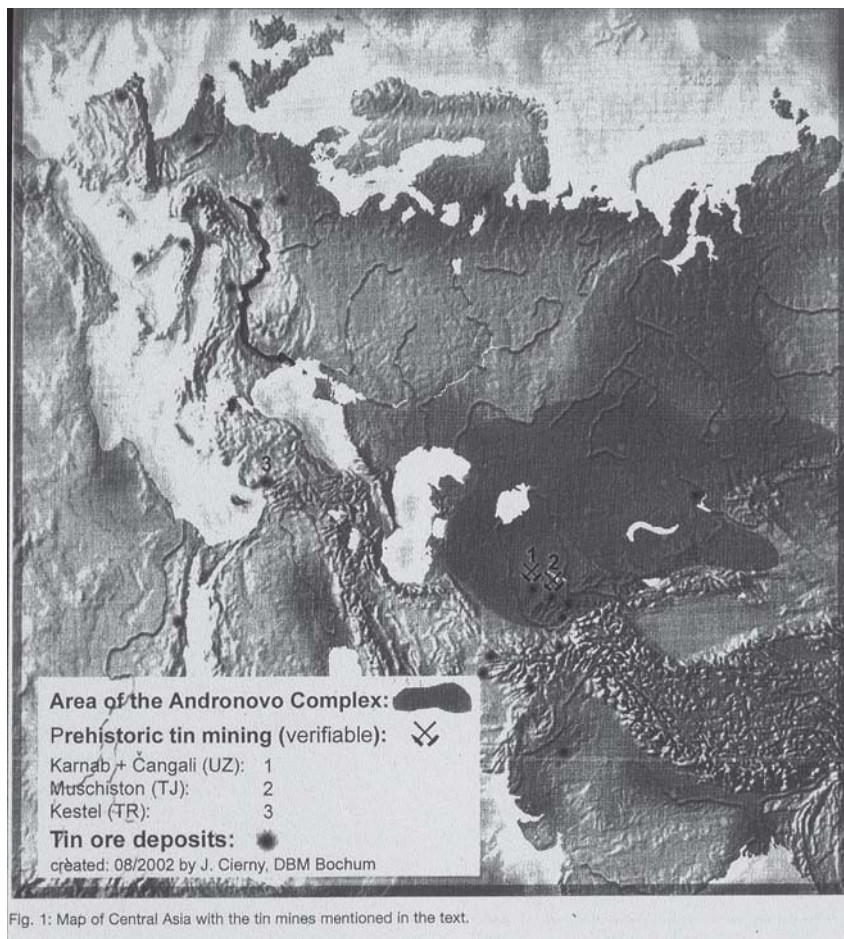 3
1
2
Area of the Andronovo Complex:
Prehistoric tin mining (verifiable):
Karnab + Čangali (UZ): 1
Muschiston (TJ): 2
Kestel (TR): 3
Tin ore deposits:
created: 08/2002 by J. Cierny, DBM Bochum
Fig. 1: Map of Central Asia with the tin mines mentioned in the text.